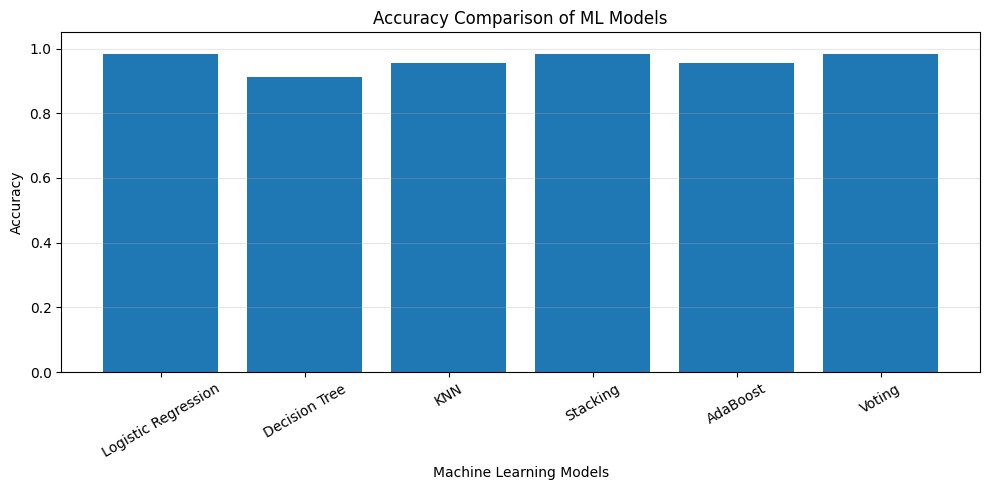 Accuracy Comparison of ML Models
Accuracy
1.0
0.8
0.6
0.4
0.2
0.0
Logistic Regression
Decision Tree
KNN
Stacking
AdaBoost
Voting
Machine Learning Models